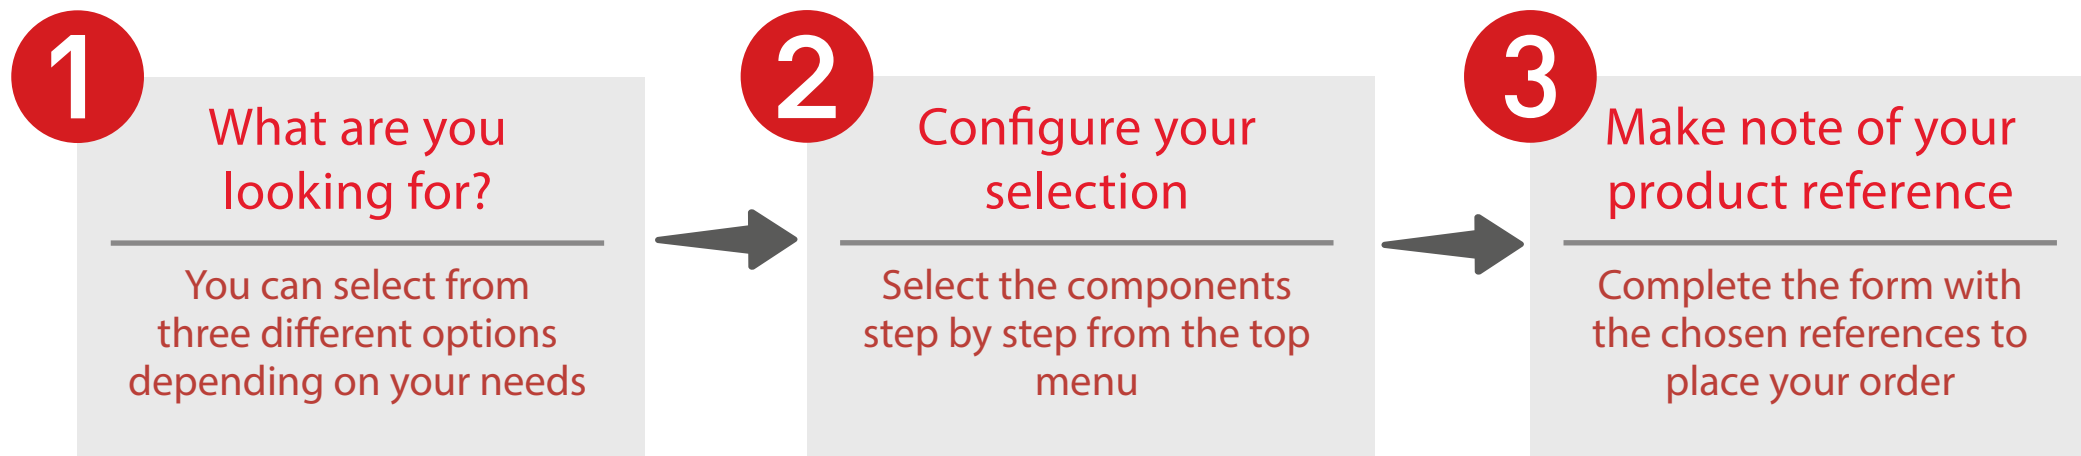 1
What are you
looking for?
You can select from
three different options
depending on your needs
2
Configure your
selection
Select the components
step by step from the top
menu
3
Make note of your
product reference
Complete the form with
the chosen references to
place your order